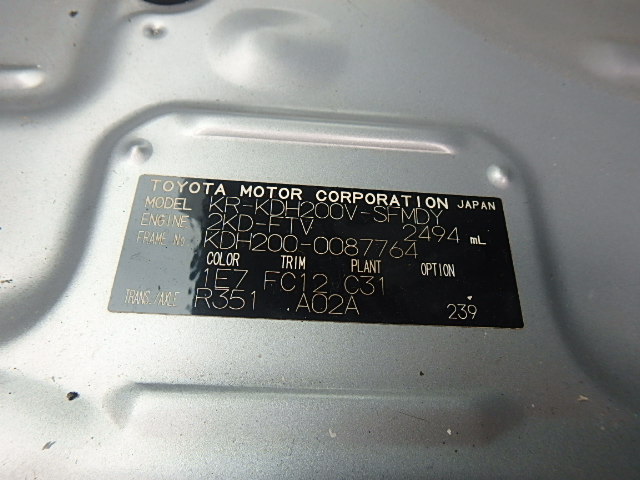 TOYOTA MOTOR CORPORATION JAPAN
MODEL KR-KDH200V-SFMDY
ENGINE 2KD-FTV 2494 mL
FRAME No. KDH200-0087764
COLOR TRIM PLANT OPTION
1E7 FC12 C31
TRANS./AXLE R351 A02A 239